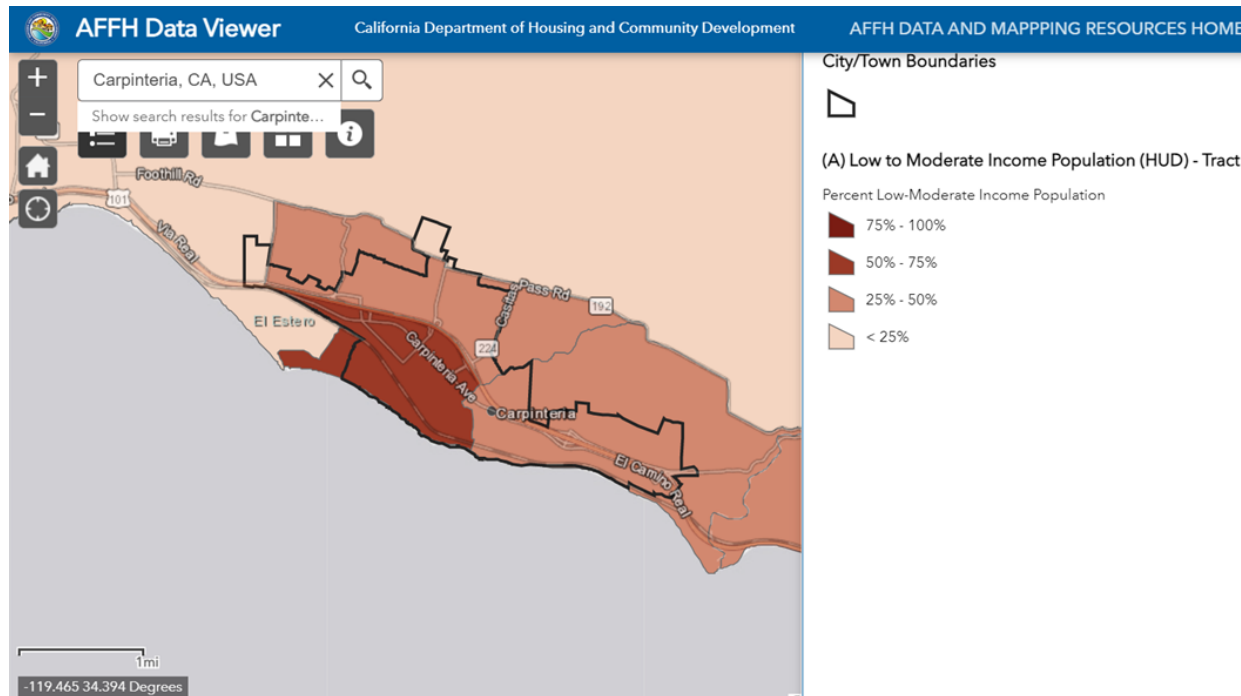 AFFH Data Viewer
California Department of Housing and Community Development
AFFH DATA AND MAPPPING RESOURCES HOME
Carpinteria, CA, USA
Show search results for Carpinte...
Foothill Rd
101
Via Real
El Estero
Casitas Pass Rd
192
224
Carpinteria Ave
Carpinteria
El Camino Real
1mi
-119.465 34.394 Degrees
City/Town Boundaries
(A) Low to Moderate Income Population (HUD) - Tract
Percent Low-Moderate Income Population
75% - 100%
50% - 75%
25% - 50%
< 25%